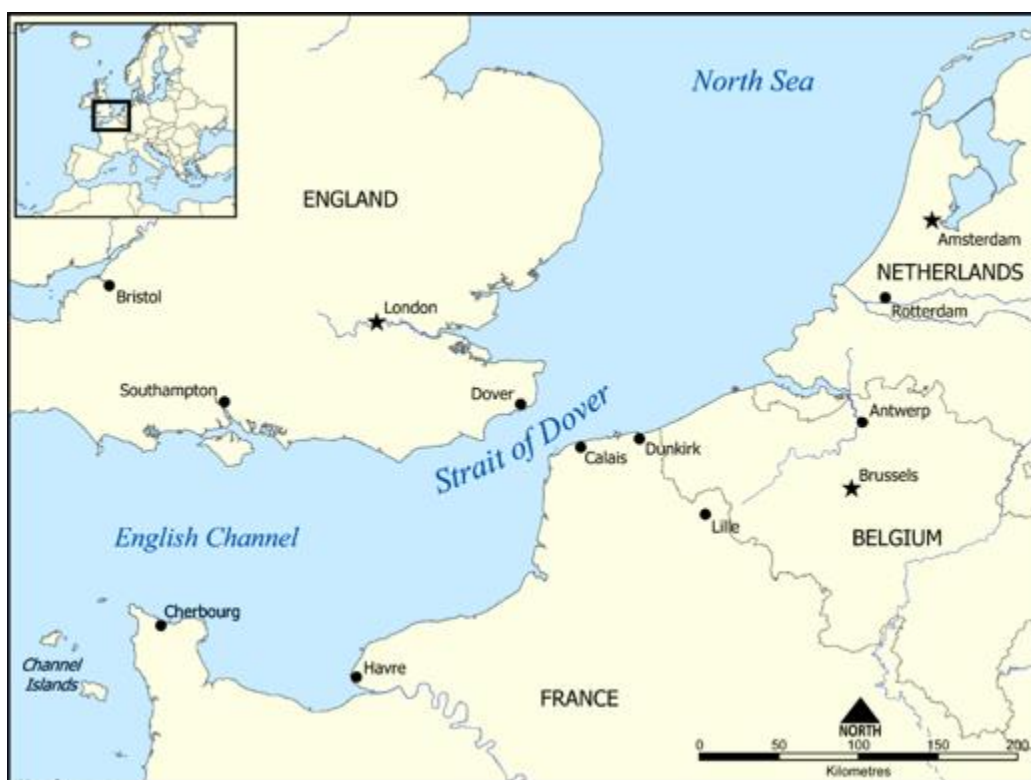 North Sea
ENGLAND
Amsterdam
NETHERLANDS
Bristol
London
Rotterdam
Southampton
Dover
Strait of Dover
Antwerp
Calais
Dunkirk
Brussels
Lille
English Channel
BELGIUM
Cherbourg
Channel
Islands
Havre
FRANCE
NORTH
0 50 100 150 200
Kilometres